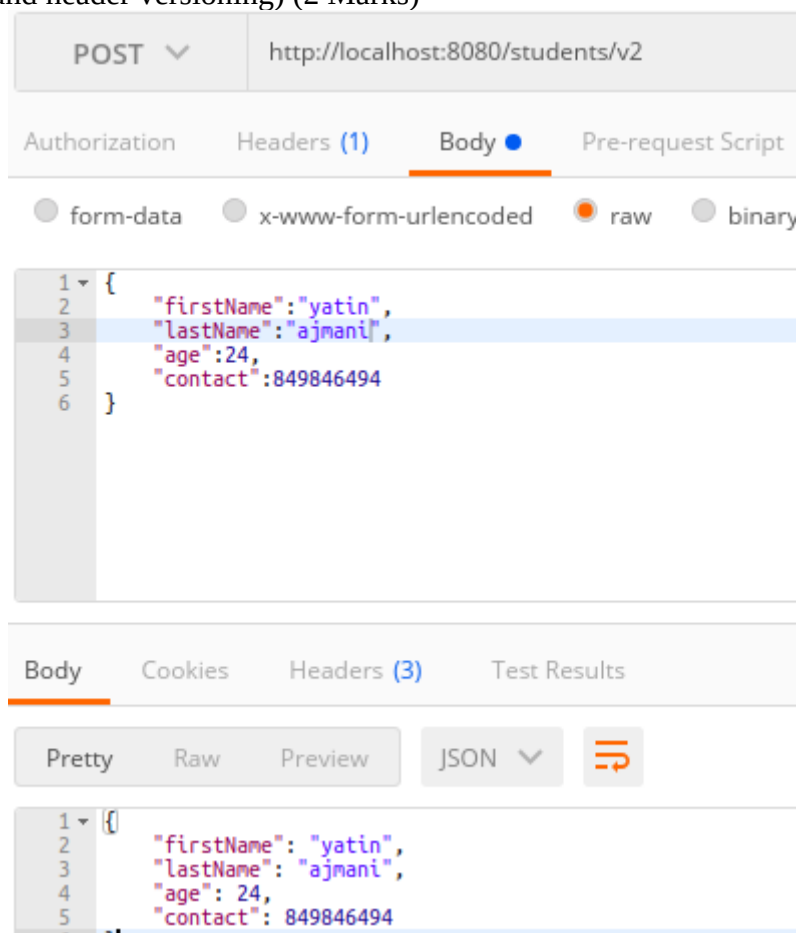 and header versioning) (2 Marks)
POST http://localhost:8080/students/v2
Authorization Headers (1) Body Pre-request Script
form-data x-www-form-urlencoded raw binary
1 {
2 "firstName":"yatin",
3 "lastName":"ajmani",
4 "age":24,
5 "contact":849846494
6 }
Body Cookies Headers (3) Test Results
Pretty Raw Preview JSON
1 {
2 "firstName": "yatin",
3 "lastName": "ajmani",
4 "age": 24,
5 "contact": 849846494